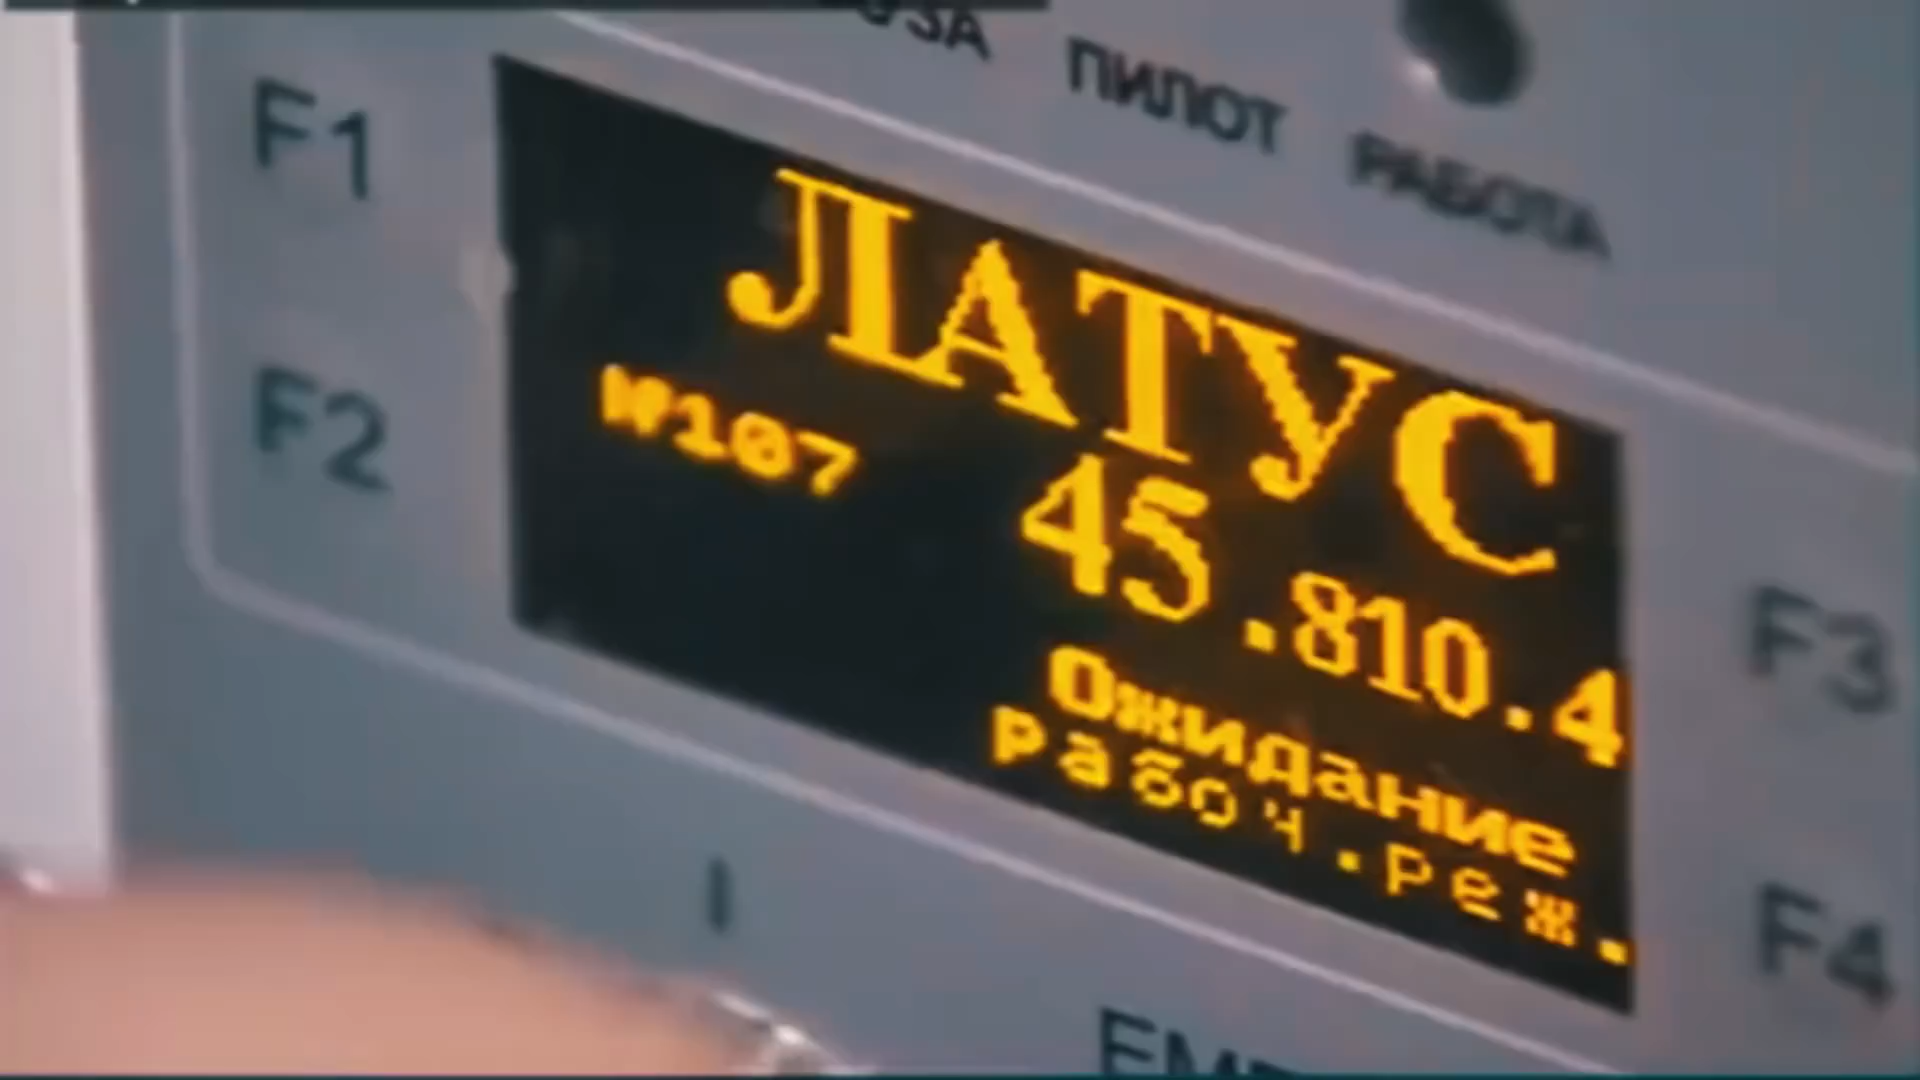 ПИЛОТ
РАБОТА
F1
F2
ЛАТУС
№107
45.810.4
Ожидание
рабоч.реж.
F3
F4